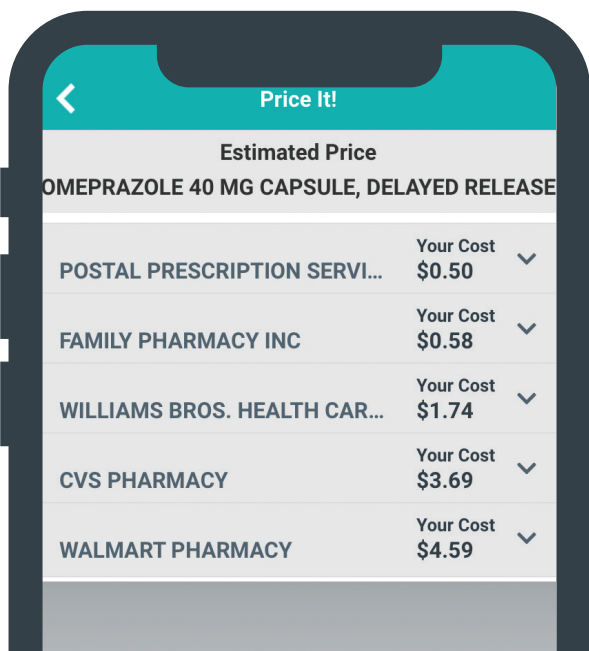 Price It!
Estimated Price
OMEPRAZOLE 40 MG CAPSULE, DELAYED RELEASE
Your Cost
POSTAL PRESCRIPTION SERVI... $0.50
Your Cost
FAMILY PHARMACY INC $0.58
Your Cost
WILLIAMS BROS. HEALTH CAR... $1.74
Your Cost
CVS PHARMACY $3.69
Your Cost
WALMART PHARMACY $4.59